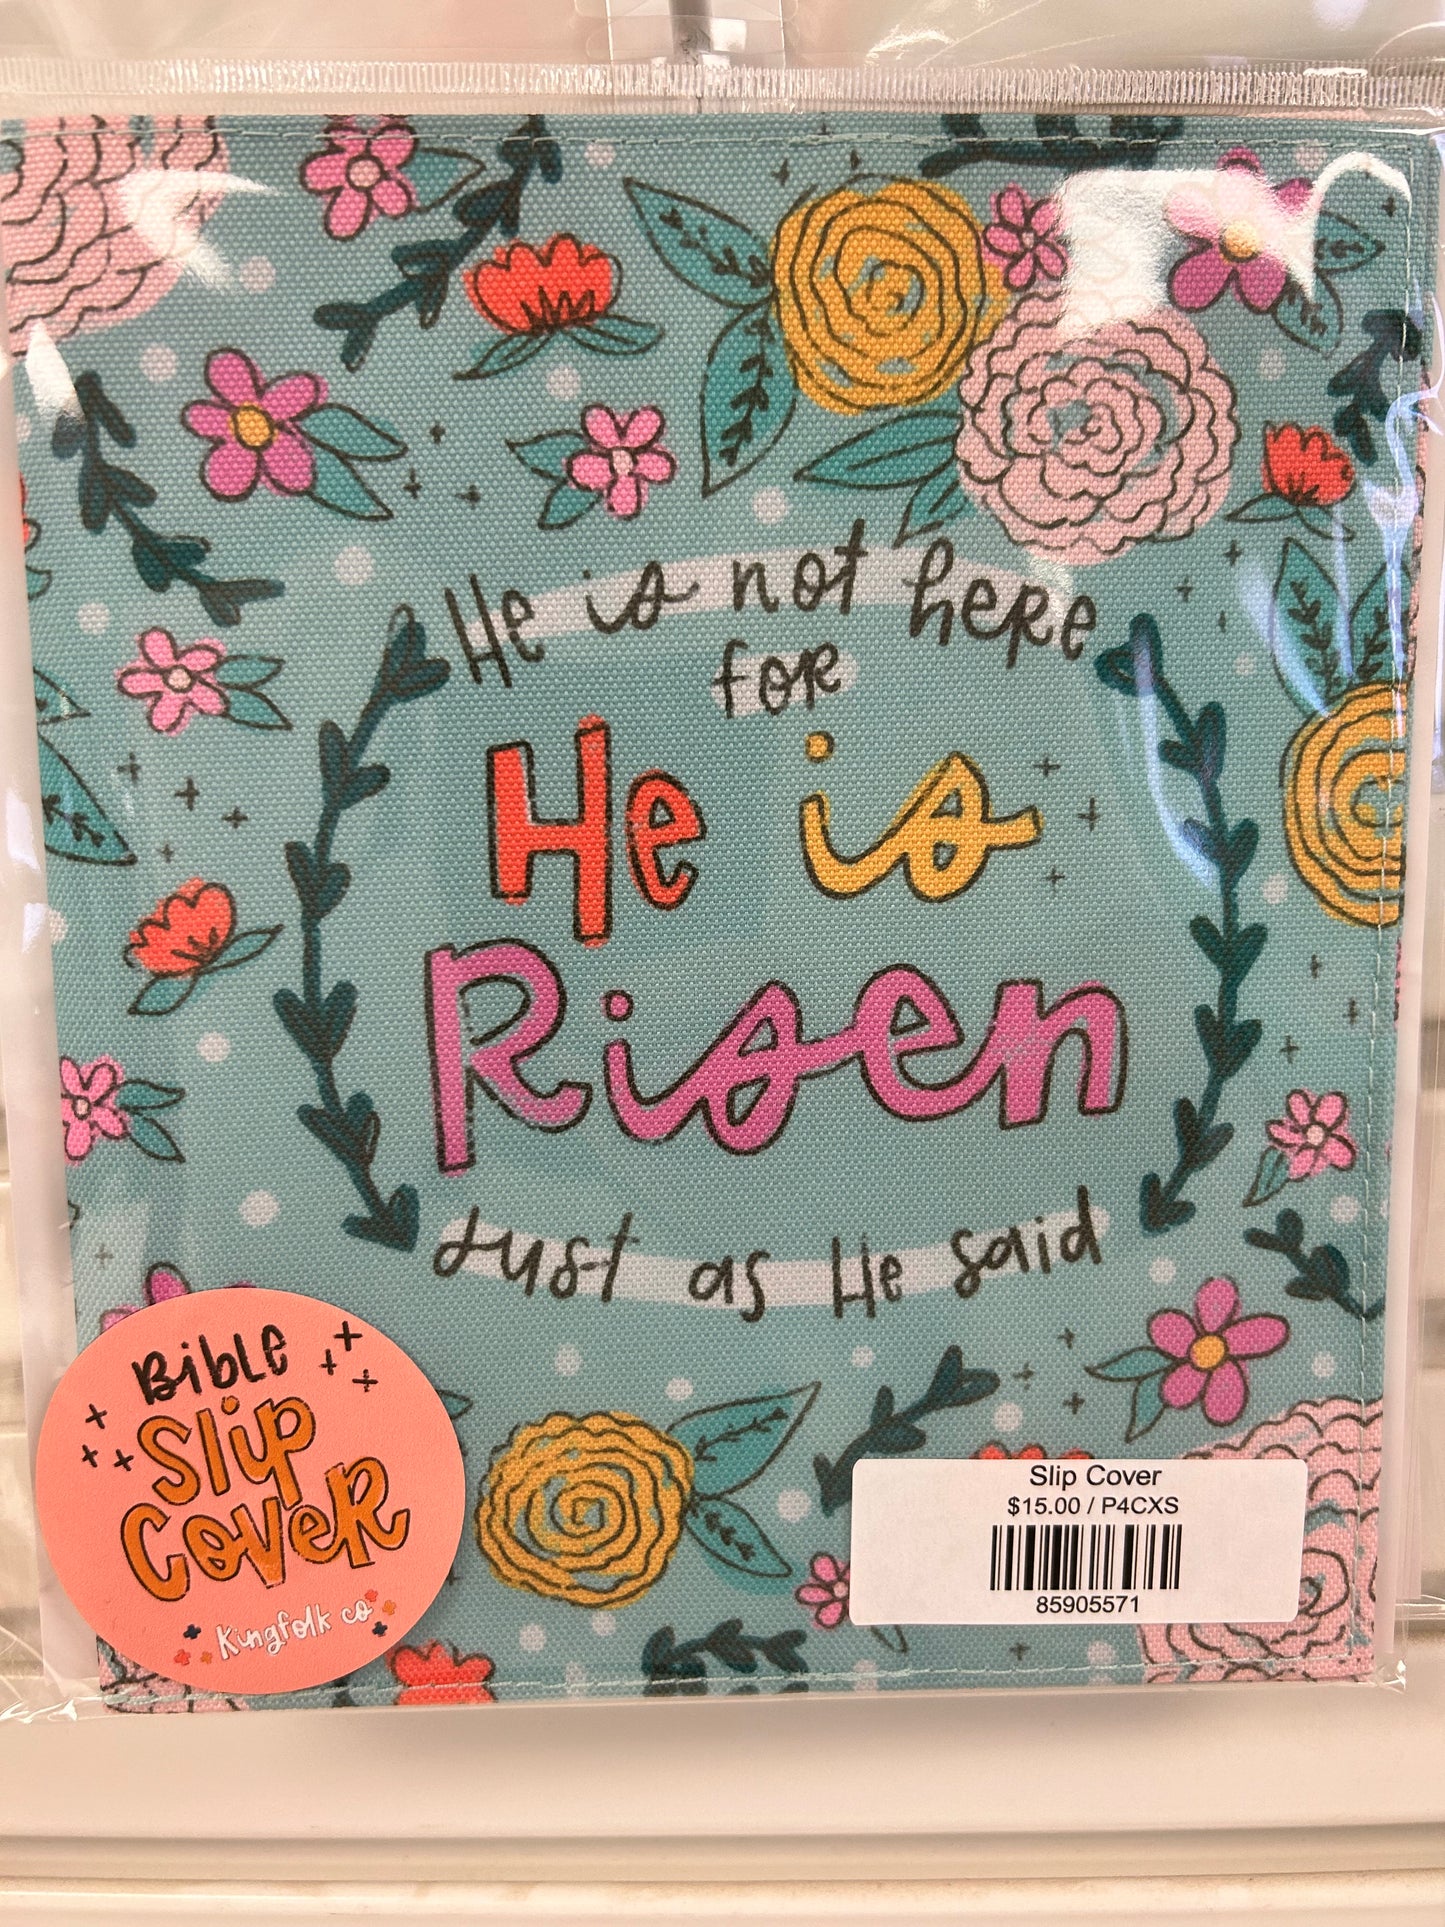 He is not here
for
He is
Risen
Just as He said
Bible
Slip
Cover
Kingfolk co
Slip Cover
$15.00 / P4CXS
85905571